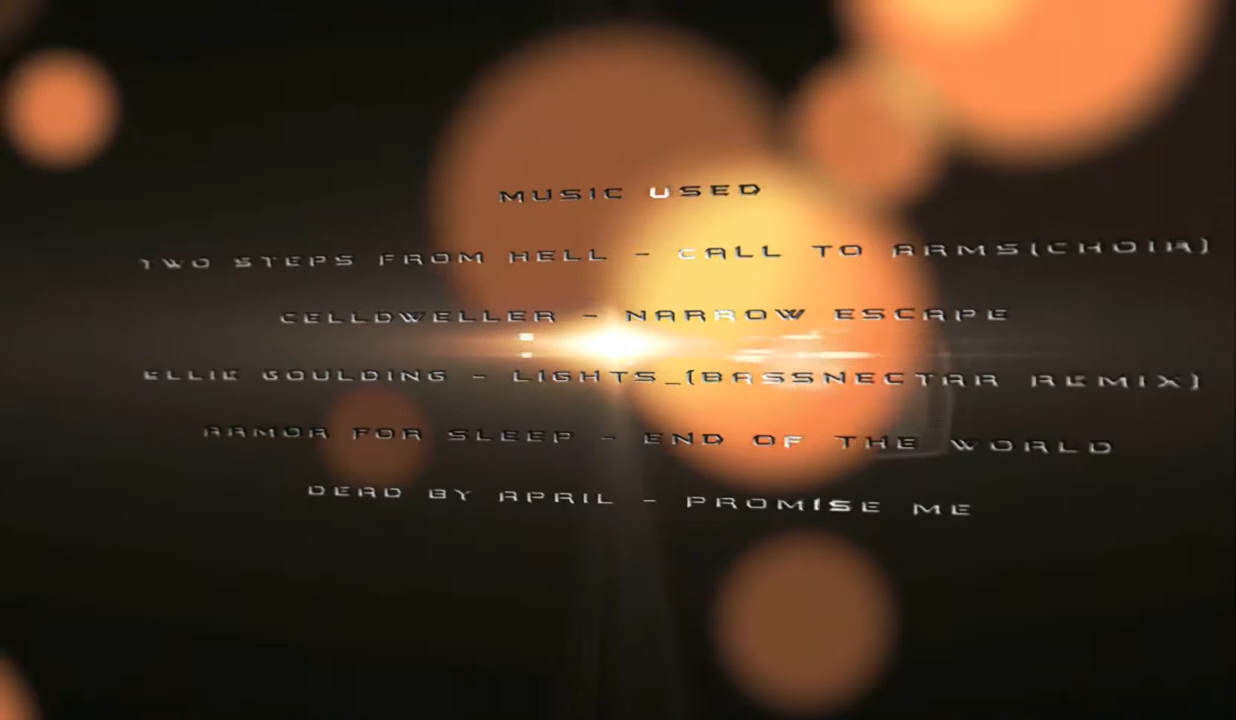 MUSIC USED
TWO STEPS FROM HELL - CALL TO ARMS(CHOIR)
CELLDWELLER - NARROW ESCAPE
ELLIE GOULDING - LIGHTS_(BASSNECTAR REMIX)
ARMOR FOR SLEEP - END OF THE WORLD
DEAD BY APRIL - PROMISE ME